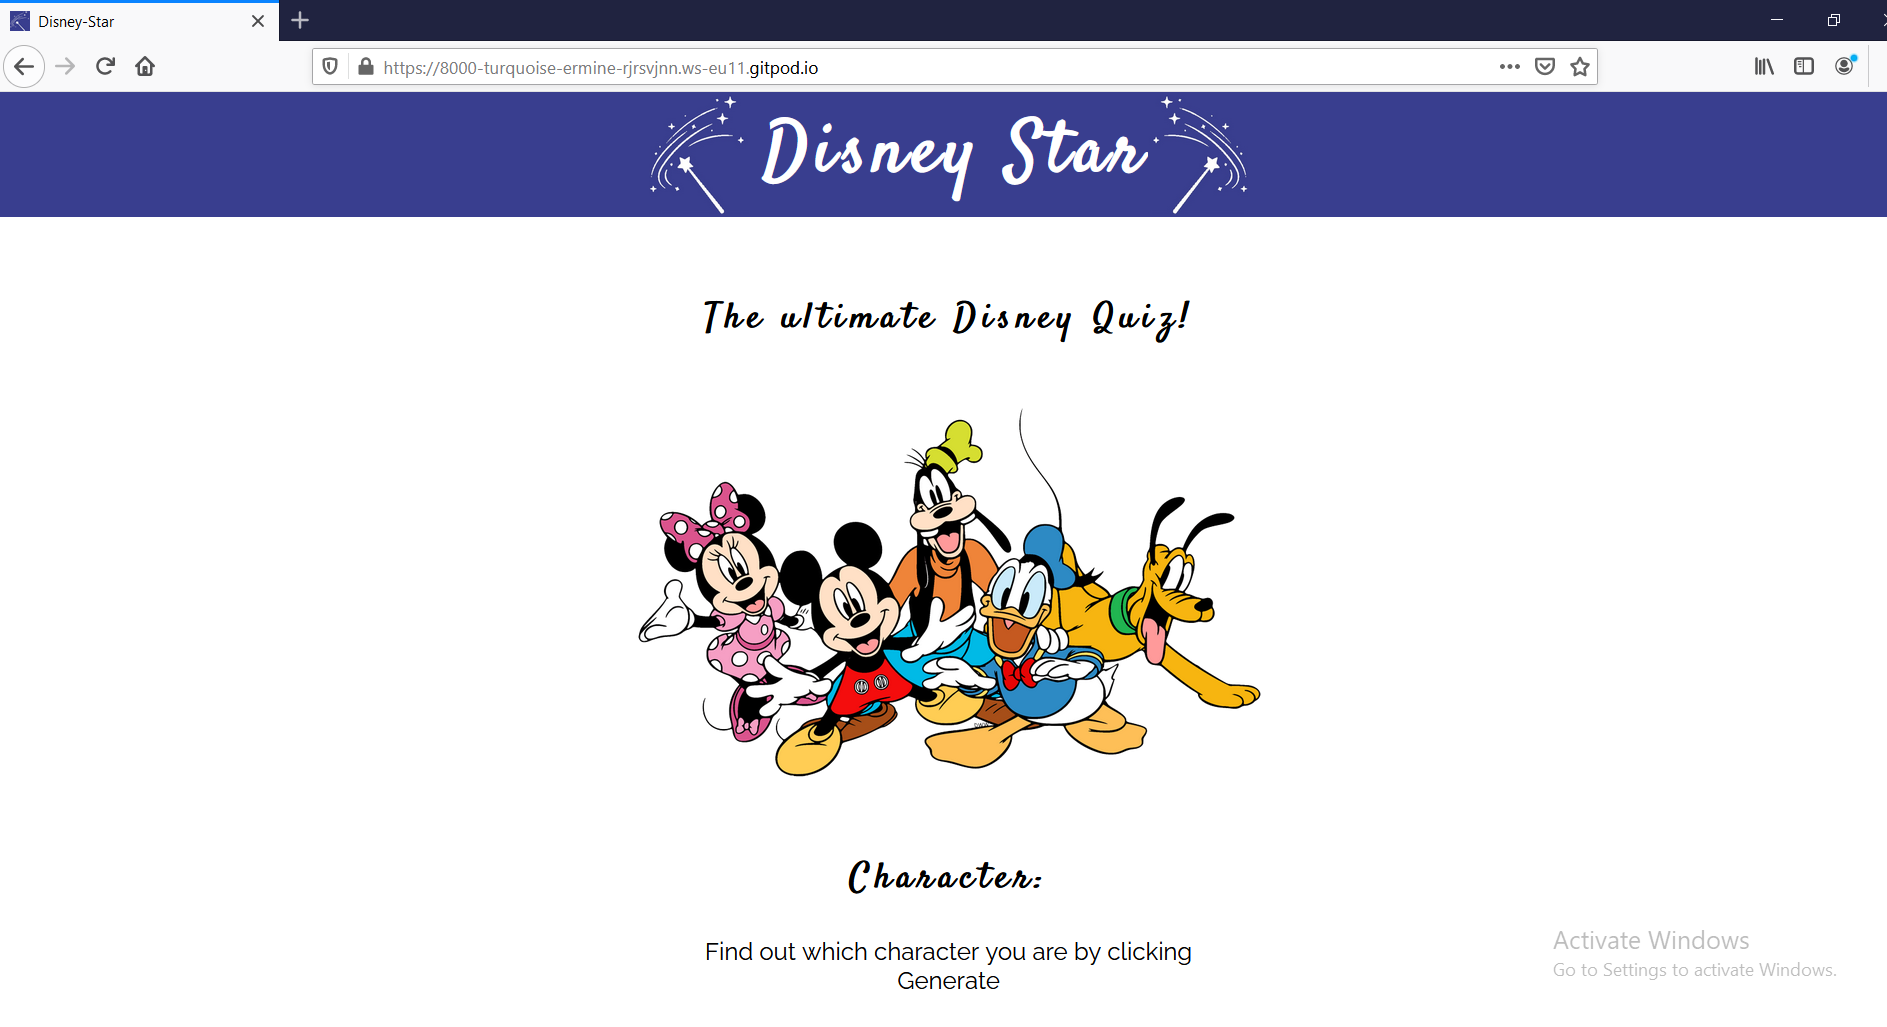 Disney-Star
https://8000-turquoise-ermine-rjrsvjnn.ws-eu11.gitpod.io
Disney Star
The ultimate Disney Quiz!
Character:
Find out which character you are by clicking
Generate
Activate Windows
Go to Settings to activate Windows.